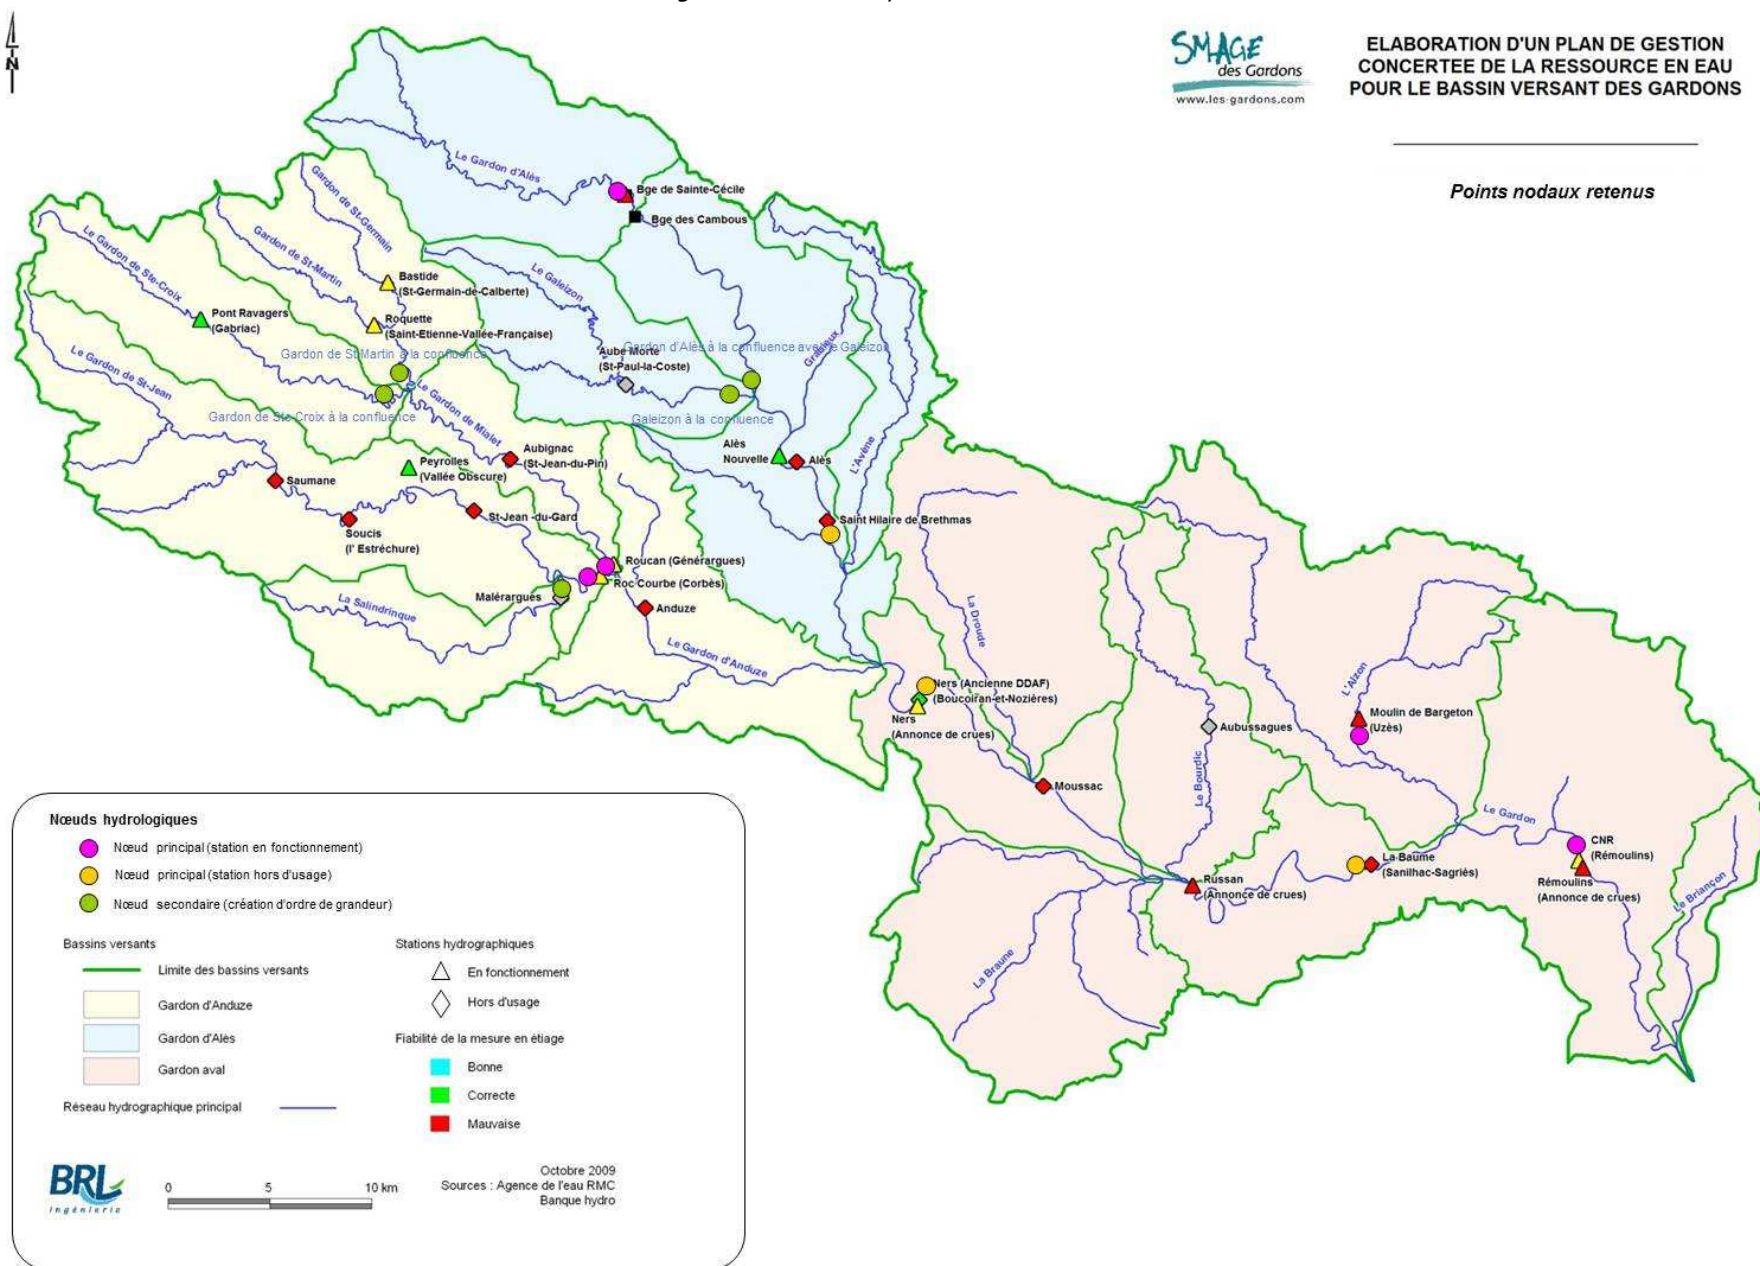 N
SMAGE
des Gardons
www.les-gardons.com
ELABORATION D'UN PLAN DE GESTION
CONCERTEE DE LA RESSOURCE EN EAU
POUR LE BASSIN VERSANT DES GARDONS
Points nodaux retenus
Le Gardon d'Alès
Bge de Sainte-Cécile
Bge des Cambous
Gardon de St-Germain
Gardon de St-Martin
Le Gardon de Ste-Croix
Bastide
(St-Germain-de-Calberte)
Le Galeizon
Pont Ravagers
(Gabriac)
Roquette
(Saint-Etienne-Vallée-Française)
Gardon de St Martin à la confluence
Gardon d'Alès à la confluence avec le Galeizon
Grabieux
Aube Morte
(St-Paul-la-Coste)
Le Gardon de St-Jean
Gardon de Ste Croix à la confluence
Le Gardon de Mialet
Galeizon à la confluence
Alès
Nouvelle
Alès
L'Avène
Aubignac
(St-Jean-du-Pin)
Peyrolles
(Vallée Obscure)
Saumane
Soucis
(l' Estréchure)
St-Jean -du-Gard
Saint Hilaire de Brethmas
Roucan (Générargues)
Roc Courbe (Corbès)
Malérargues
La Salindrinque
Anduze
Le Gardon d'Anduze
La Droude
Ners (Ancienne DDAF)
(Boucoiran-et-Nozières)
Ners
(Annonce de crues)
Aubussagues
L'Alzon
Moulin de Bargeton
(Uzès)
Moussac
Le Bourdic
Le Gardon
CNR
(Rémoulins)
La Baume
(Sanilhac-Sagriès)
Rémoulins
(Annonce de crues)
Russan
(Annonce de crues)
Le Briançon
La Braune
Nœuds hydrologiques
Nœud principal (station en fonctionnement)
Nœud principal (station hors d'usage)
Nœud secondaire (création d'ordre de grandeur)
Bassins versants
Limite des bassins versants
Gardon d'Anduze
Gardon d'Alès
Gardon aval
Réseau hydrographique principal
Stations hydrographiques
En fonctionnement
Hors d'usage
Fiabilité de la mesure en étiage
Bonne
Correcte
Mauvaise
BRL
Ingénierie
0 5 10 km
Octobre 2009
Sources : Agence de l'eau RMC
Banque hydro